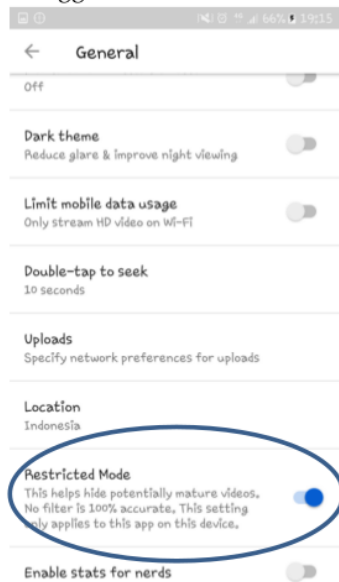 66% 19:15
General
Off
Dark theme
Reduce glare & improve night viewing
Limit mobile data usage
Only stream HD video on Wi-Fi
Double-tap to seek
10 seconds
Uploads
Specify network preferences for uploads
Location
Indonesia
Restricted Mode
This helps hide potentially mature videos.
No filter is 100% accurate. This setting
only applies to this app on this device.
Enable stats for nerds